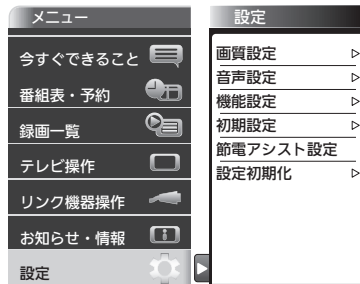 メニュー
今すぐできること
番組表・予約
録画一覧
テレビ操作
リンク機器操作
お知らせ・情報
設定
設定
画質設定
音声設定
機能設定
初期設定
節電アシスト設定
設定初期化